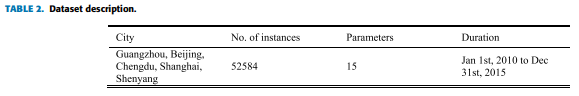 TABLE 2. Dataset description.
City No. of instances Parameters Duration
Guangzhou, Beijing,
Chengdu, Shanghai,
Shenyang
52584 15
Jan 1st, 2010 to Dec
31st, 2015